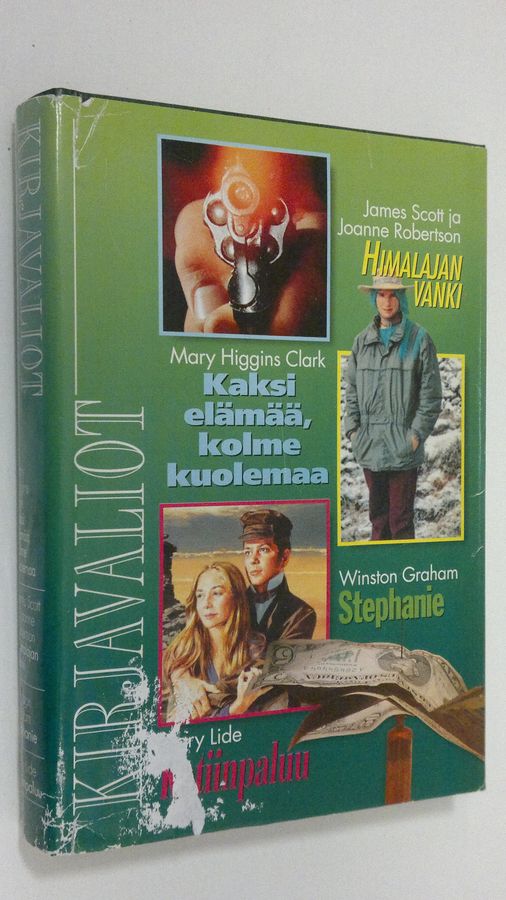 KIRJAVALIOT
KIRJAVALIOT
James Scott ja
Joanne Robertson
HIMALAJAN
VANKI
Mary Higgins Clark
Kaksi
elämää,
kolme
kuolemaa
Winston Graham
Stephanie
Lide